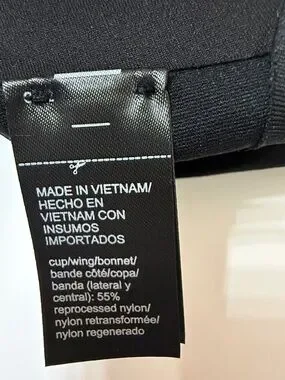 MADE IN VIETNAM/
HECHO EN
VIETNAM CON
INSUMOS
IMPORTADOS
cup/wing/bonnet/
bande côté/copa/
banda (lateral y
central): 55%
reprocessed nylon/
nylon retransformée/
nylon regenerado